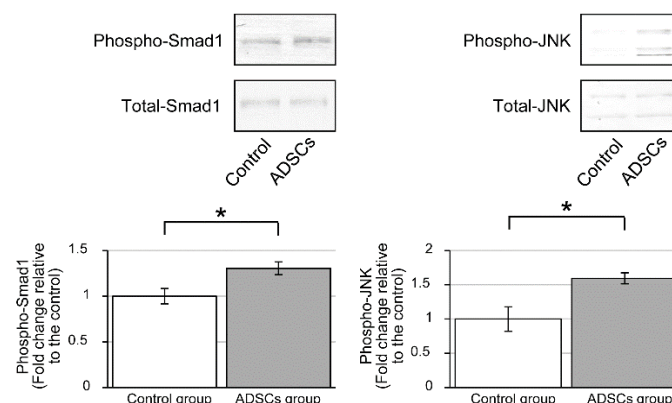 Phospho-Smad1
Total-Smad1
Control
ADSCs
*
Phospho-Smad1
(Fold change relative
to the control)
1.5
1
0.5
0
Control group
ADSCs group
Phospho-JNK
Total-JNK
Control
ADSCs
*
Phospho-JNK
(Fold change relative
to the control)
2
1.5
1
0.5
0
Control group
ADSCs group